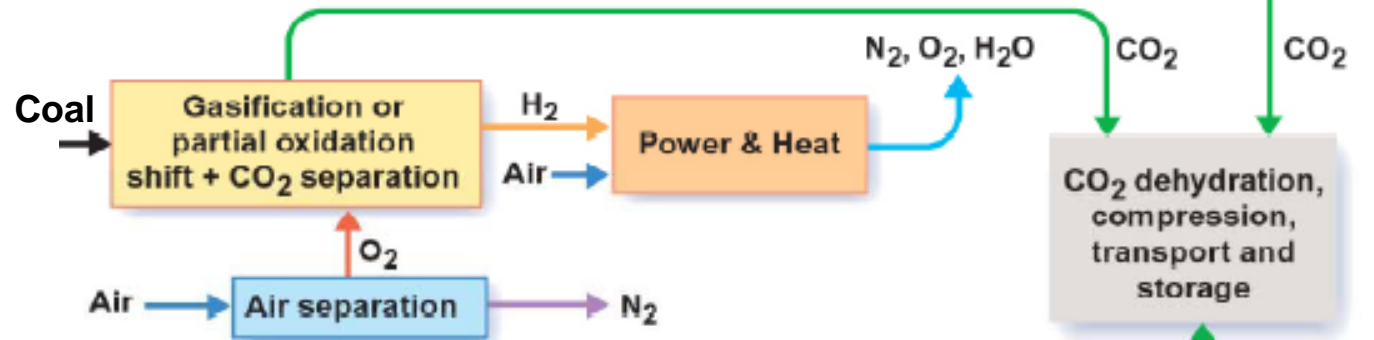 N₂, O₂, H₂O
CO₂
CO₂
Coal
Gasification or
partial oxidation
shift + CO₂ separation
H₂
Air
Power & Heat
CO₂ dehydration,
compression,
transport and
storage
O₂
Air
Air separation
N₂